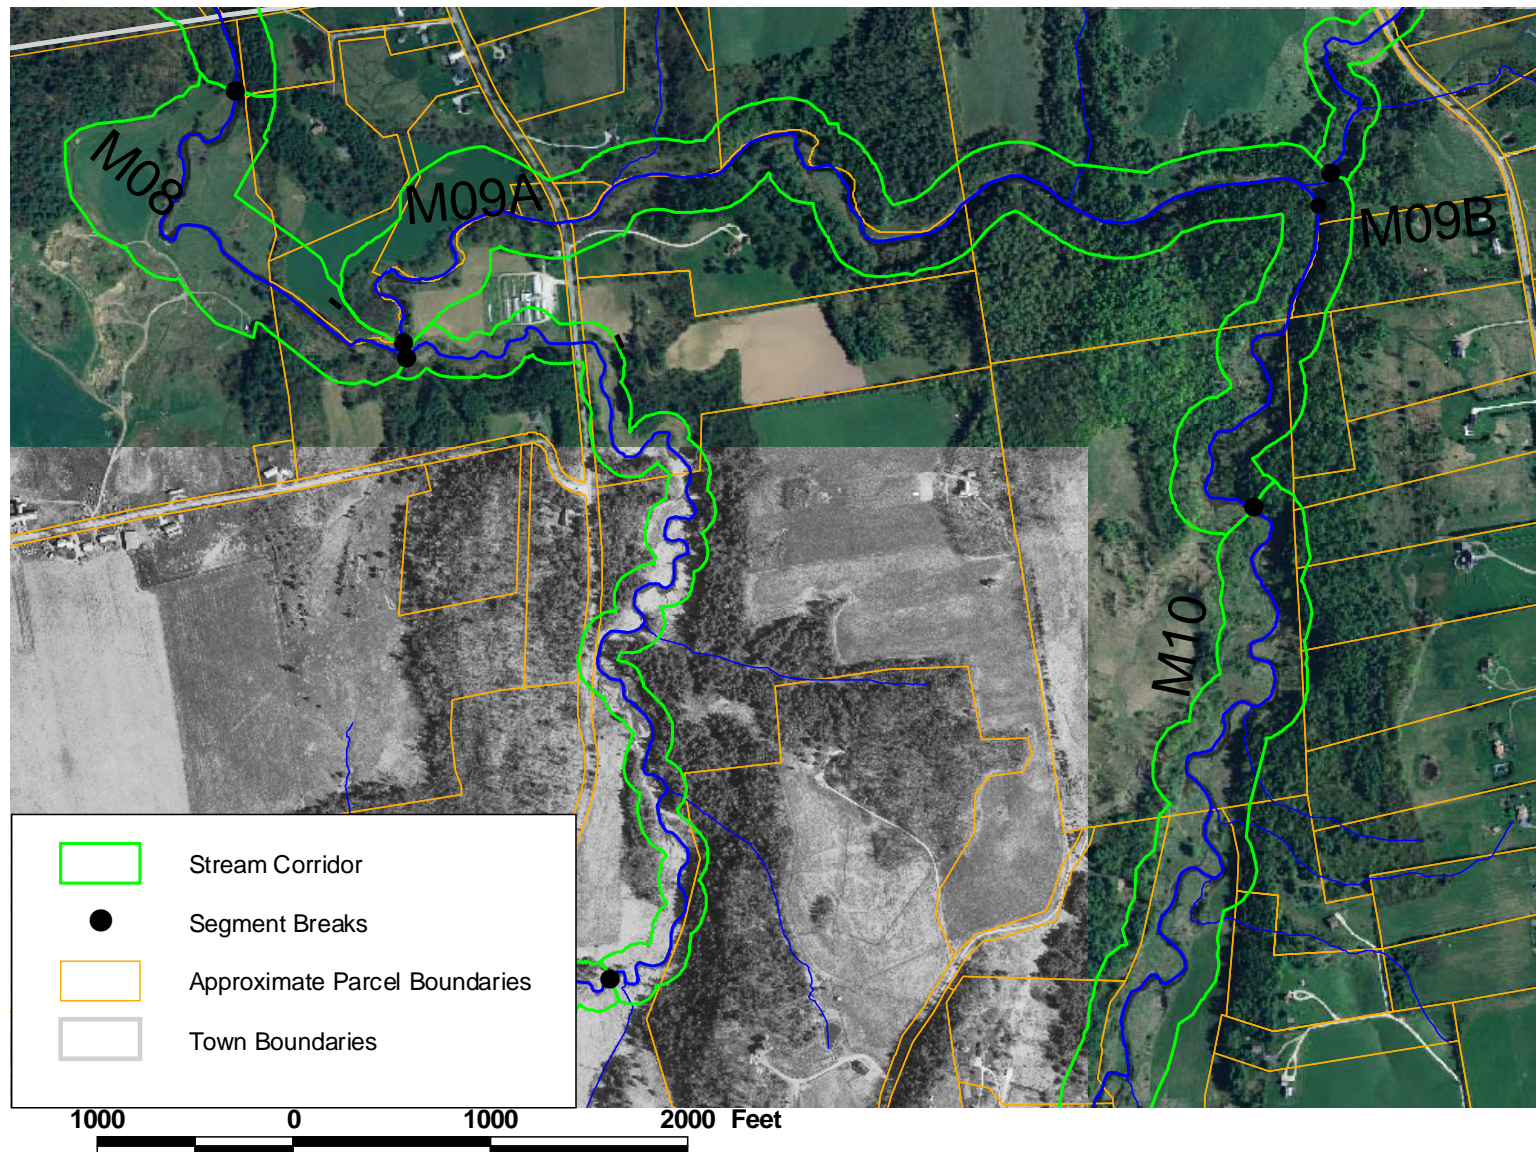 M08
M09A
M09B
M10
Stream Corridor
Segment Breaks
Approximate Parcel Boundaries
Town Boundaries
1000 0 1000 2000 Feet